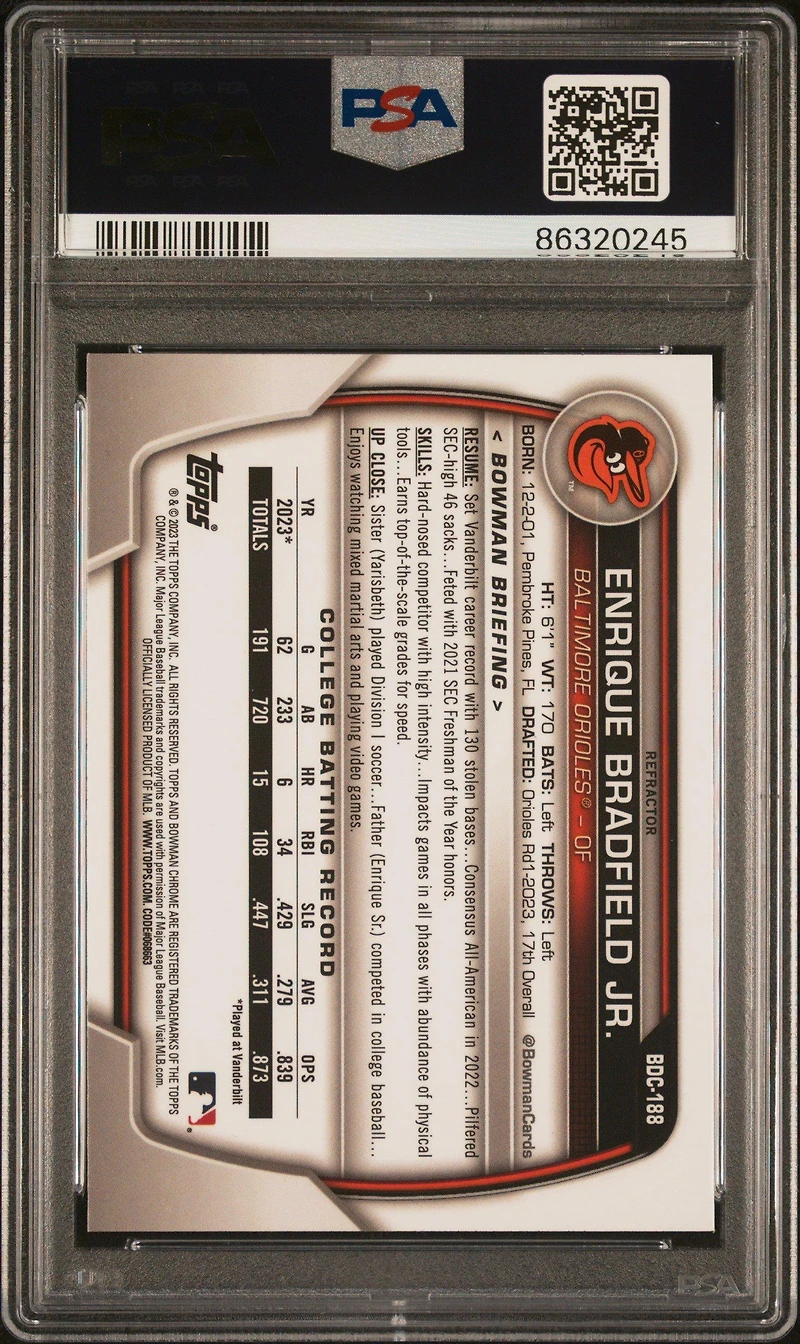 PSA
86320245
REFRACTOR
BDC-188
ENRIQUE BRADFIELD JR.
BALTIMORE ORIOLES® – OF
HT: 6'1" WT: 170 BATS: Left THROWS: Left
BORN: 12-2-01, Pembroke Pines, FL DRAFTED: Orioles Rd1-2023, 17th Overall @BowmanCards
< BOWMAN BRIEFING >
RESUME: Set Vanderbilt career record with 130 stolen bases...Consensus All-American in 2022...Pilfered
SEC-high 46 sacks...Feted with 2021 SEC Freshman of the Year honors.
SKILLS: Hard-nosed competitor with high intensity...Impacts games in all phases with abundance of physical
tools...Earns top-of-the-scale grades for speed.
UP CLOSE: Sister (Yarisbeth) played Division I soccer...Father (Enrique Sr.) competed in college baseball...
Enjoys watching mixed martial arts and playing video games.
COLLEGE BATTING RECORD
YR G AB HR RBI SLG AVG OPS
2023* 62 233 6 34 .429 .279 .839
TOTALS 191 720 15 108 .447 .311 .873
*Played at Vanderbilt
topps®
® & © 2023 THE TOPPS COMPANY, INC. ALL RIGHTS RESERVED. TOPPS AND BOWMAN CHROME ARE REGISTERED TRADEMARKS OF THE TOPPS
COMPANY, INC. Major League Baseball trademarks and copyrights are used with permission of Major League Baseball. Visit MLB.com.
OFFICIALLY LICENSED PRODUCT OF MLB. WWW.TOPPS.COM. CODE#068663
PSA